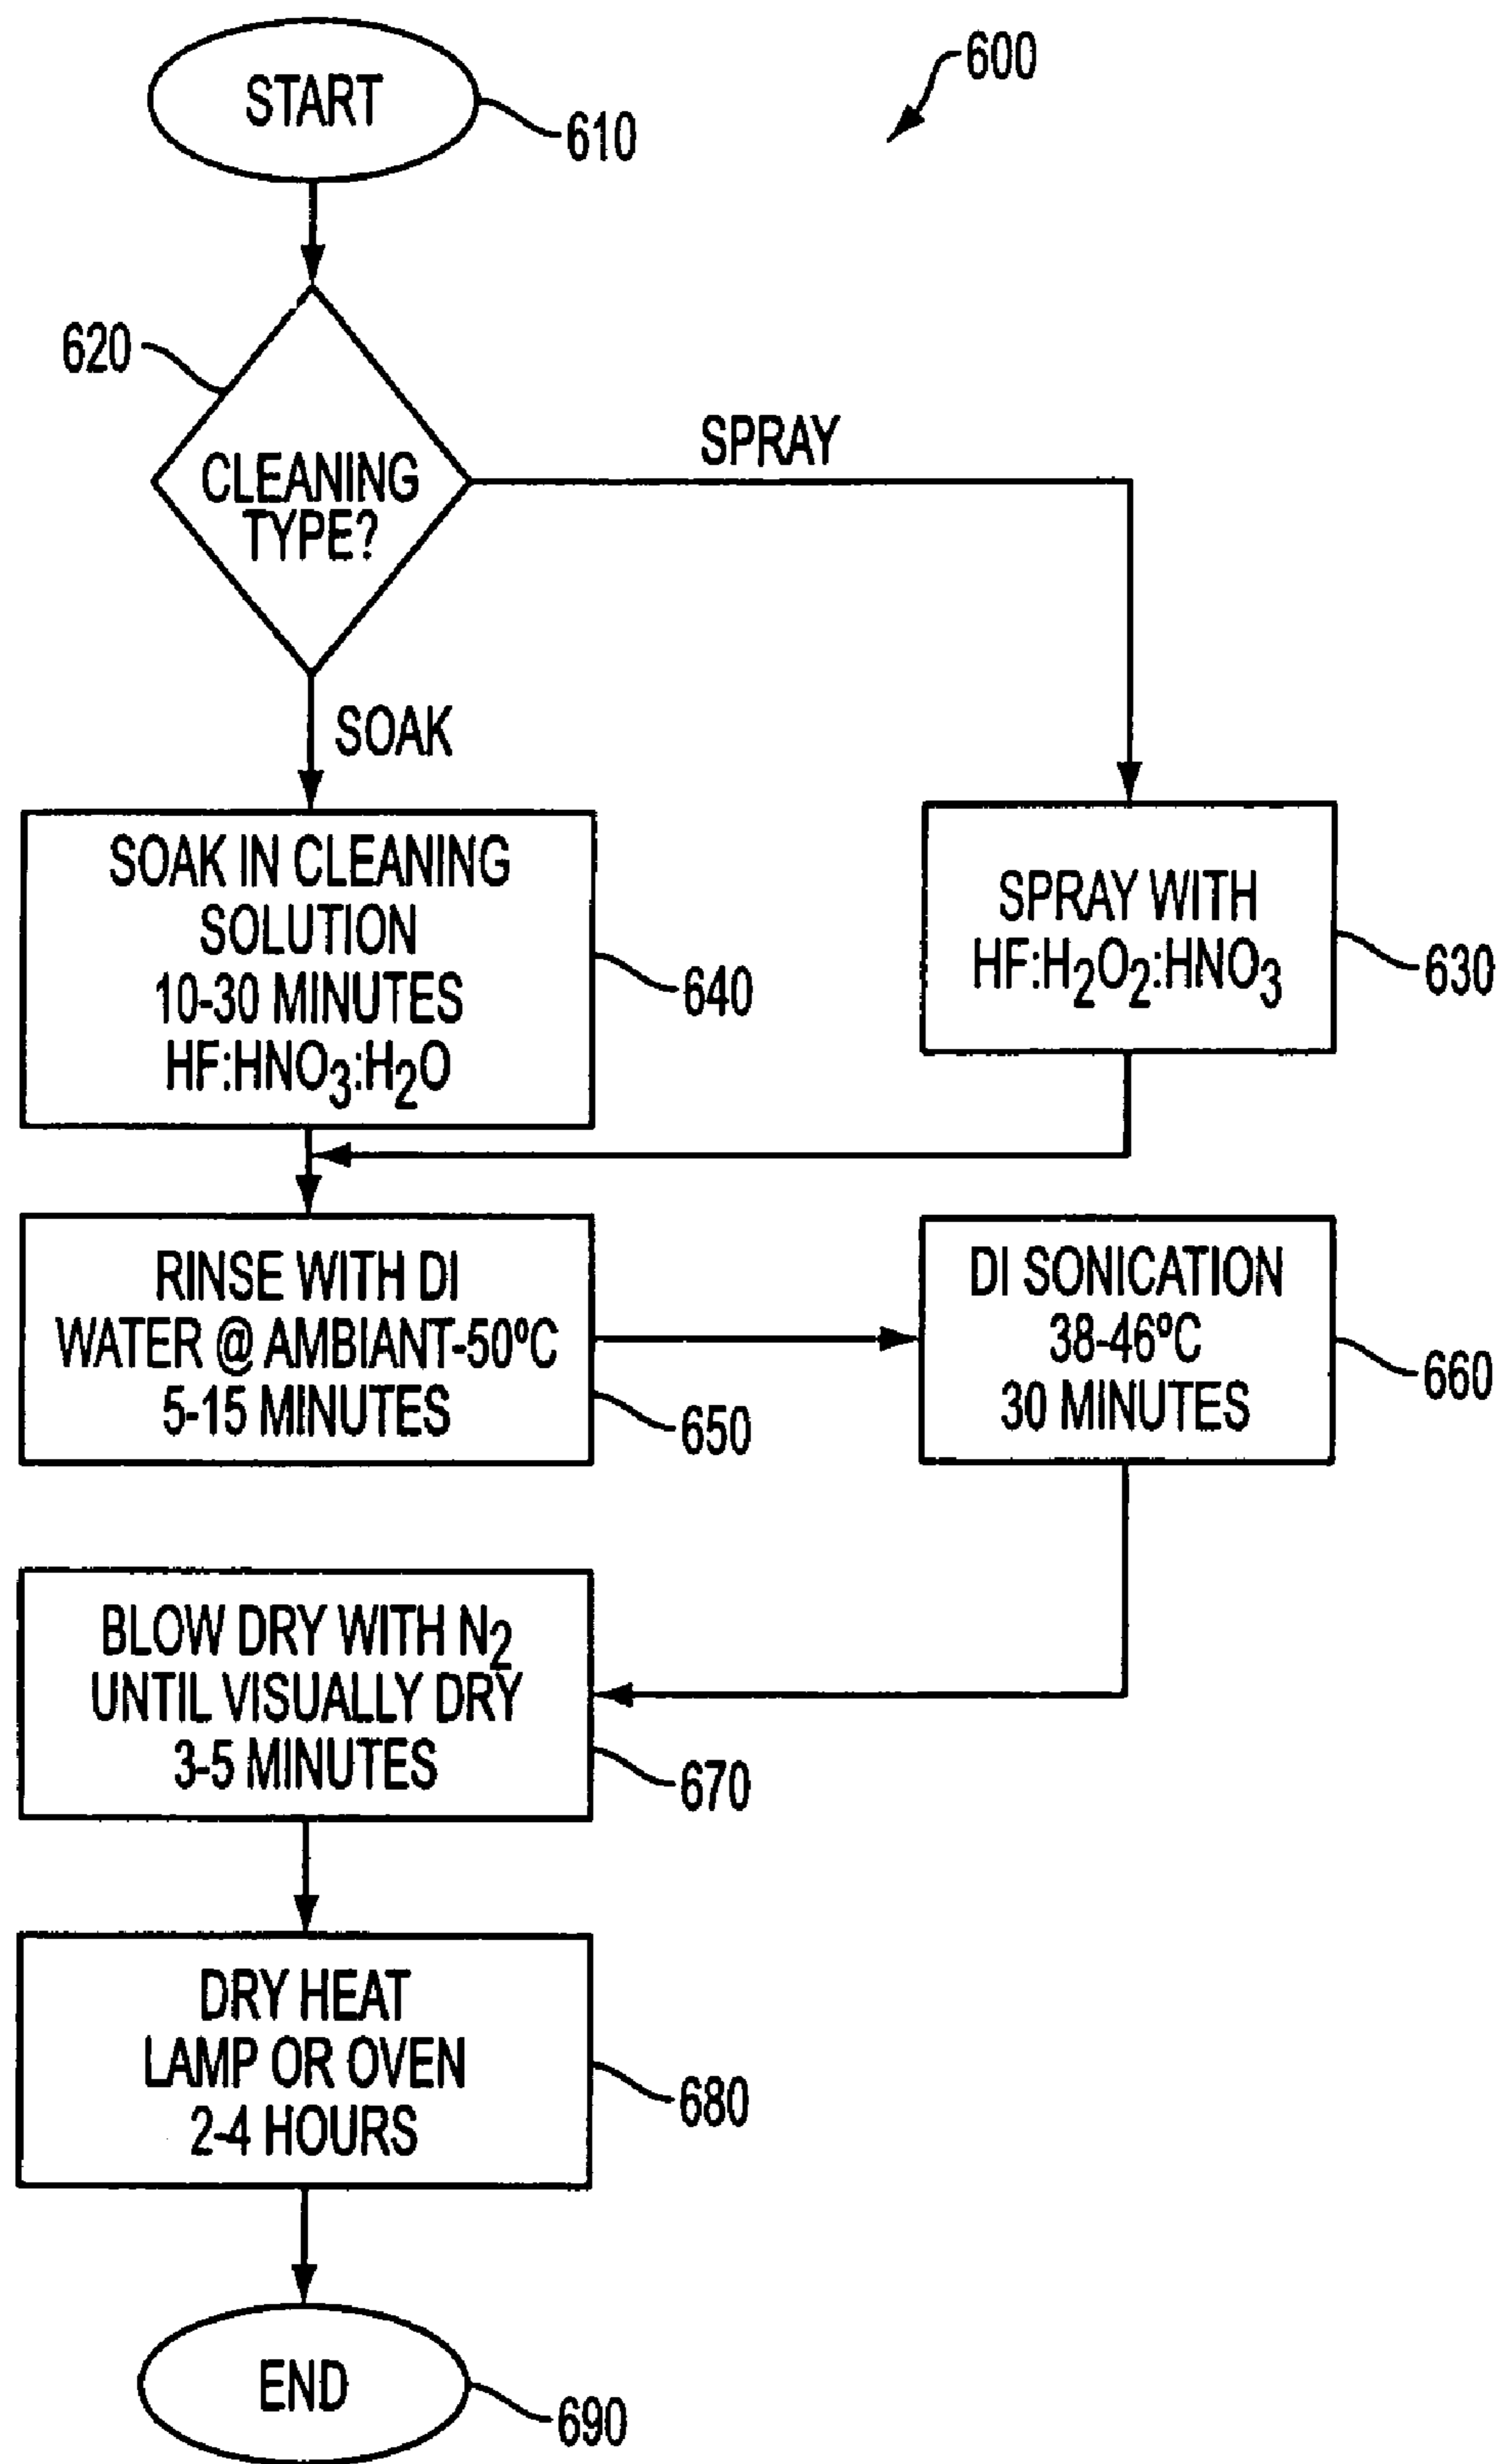 START
600
610
620
CLEANING
TYPE?
SPRAY
SOAK
SOAK IN CLEANING
SOLUTION
10-30 MINUTES
HF:HNO₃:H₂O
640
SPRAY WITH
HF:H₂O₂:HNO₃
630
RINSE WITH DI
WATER @ AMBIANT-50ºC
5-15 MINUTES
650
DI SONICATION
38-46ºC
30 MINUTES
660
BLOW DRY WITH N₂
UNTIL VISUALLY DRY
3-5 MINUTES
670
DRY HEAT
LAMP OR OVEN
2-4 HOURS
680
END
690